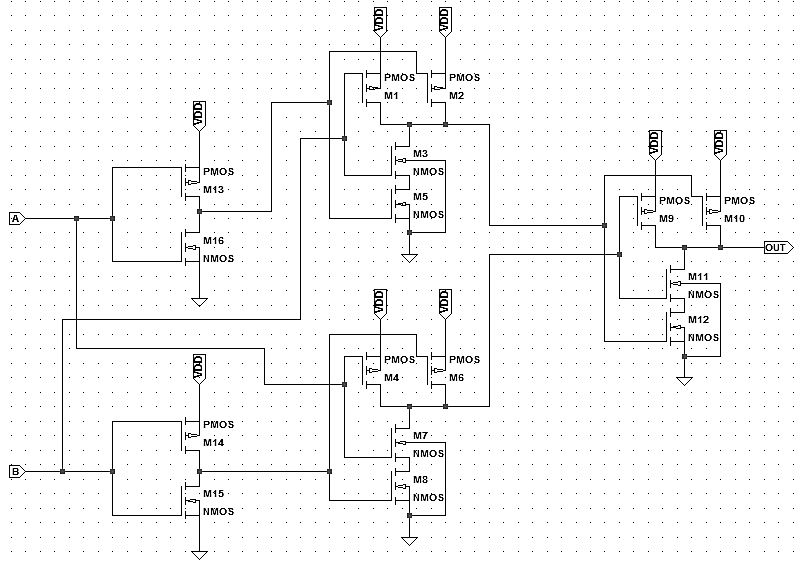 VDD VDD
PMOS PMOS
M1 M2
VDD
VDD VDD
M3
NMOS
PMOS
M13
M5
NMOS
PMOS PMOS
M9 M10
A
M16
NMOS
OUT
M11
NMOS
M12
NMOS
VDD VDD
VDD
PMOS PMOS
M4 M6
PMOS
M14
M7
NMOS
B
M8
NMOS
M15
NMOS